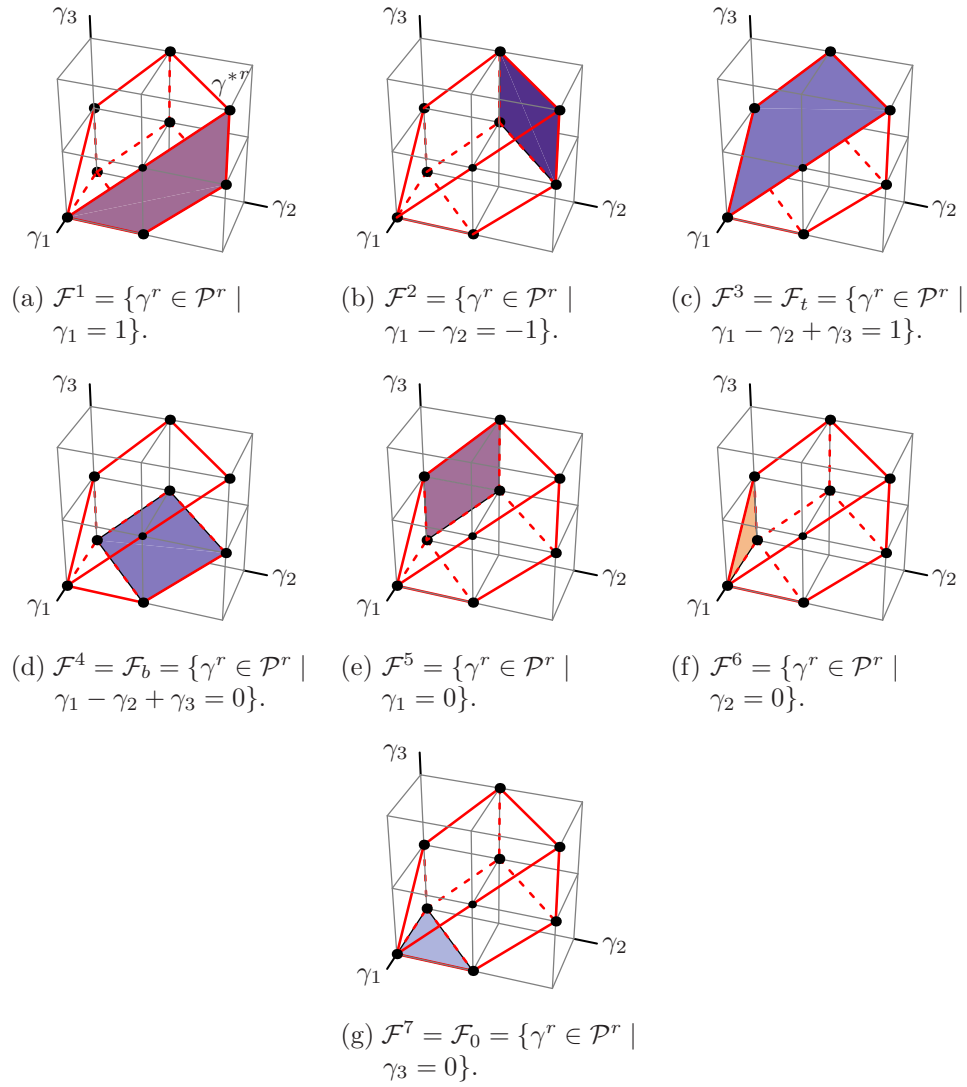 γ₃ γ₃ γ₃
γ*ʳ
γ₂ γ₂ γ₂
γ₁ γ₁ γ₁
(a) 𝓕¹ = {γʳ ∈ 𝒫ʳ | (b) 𝓕² = {γʳ ∈ 𝒫ʳ | (c) 𝓕³ = 𝓕ₜ = {γʳ ∈ 𝒫ʳ |
γ₁ = 1}. γ₁ − γ₂ = −1}. γ₁ − γ₂ + γ₃ = 1}.
γ₃ γ₃ γ₃
γ₂ γ₂ γ₂
γ₁ γ₁ γ₁
(d) 𝓕⁴ = 𝓕_b = {γʳ ∈ 𝒫ʳ | (e) 𝓕⁵ = {γʳ ∈ 𝒫ʳ | (f) 𝓕⁶ = {γʳ ∈ 𝒫ʳ |
γ₁ − γ₂ + γ₃ = 0}. γ₁ = 0}. γ₂ = 0}.
γ₃
γ₂
γ₁
(g) 𝓕⁷ = 𝓕₀ = {γʳ ∈ 𝒫ʳ |
γ₃ = 0}.